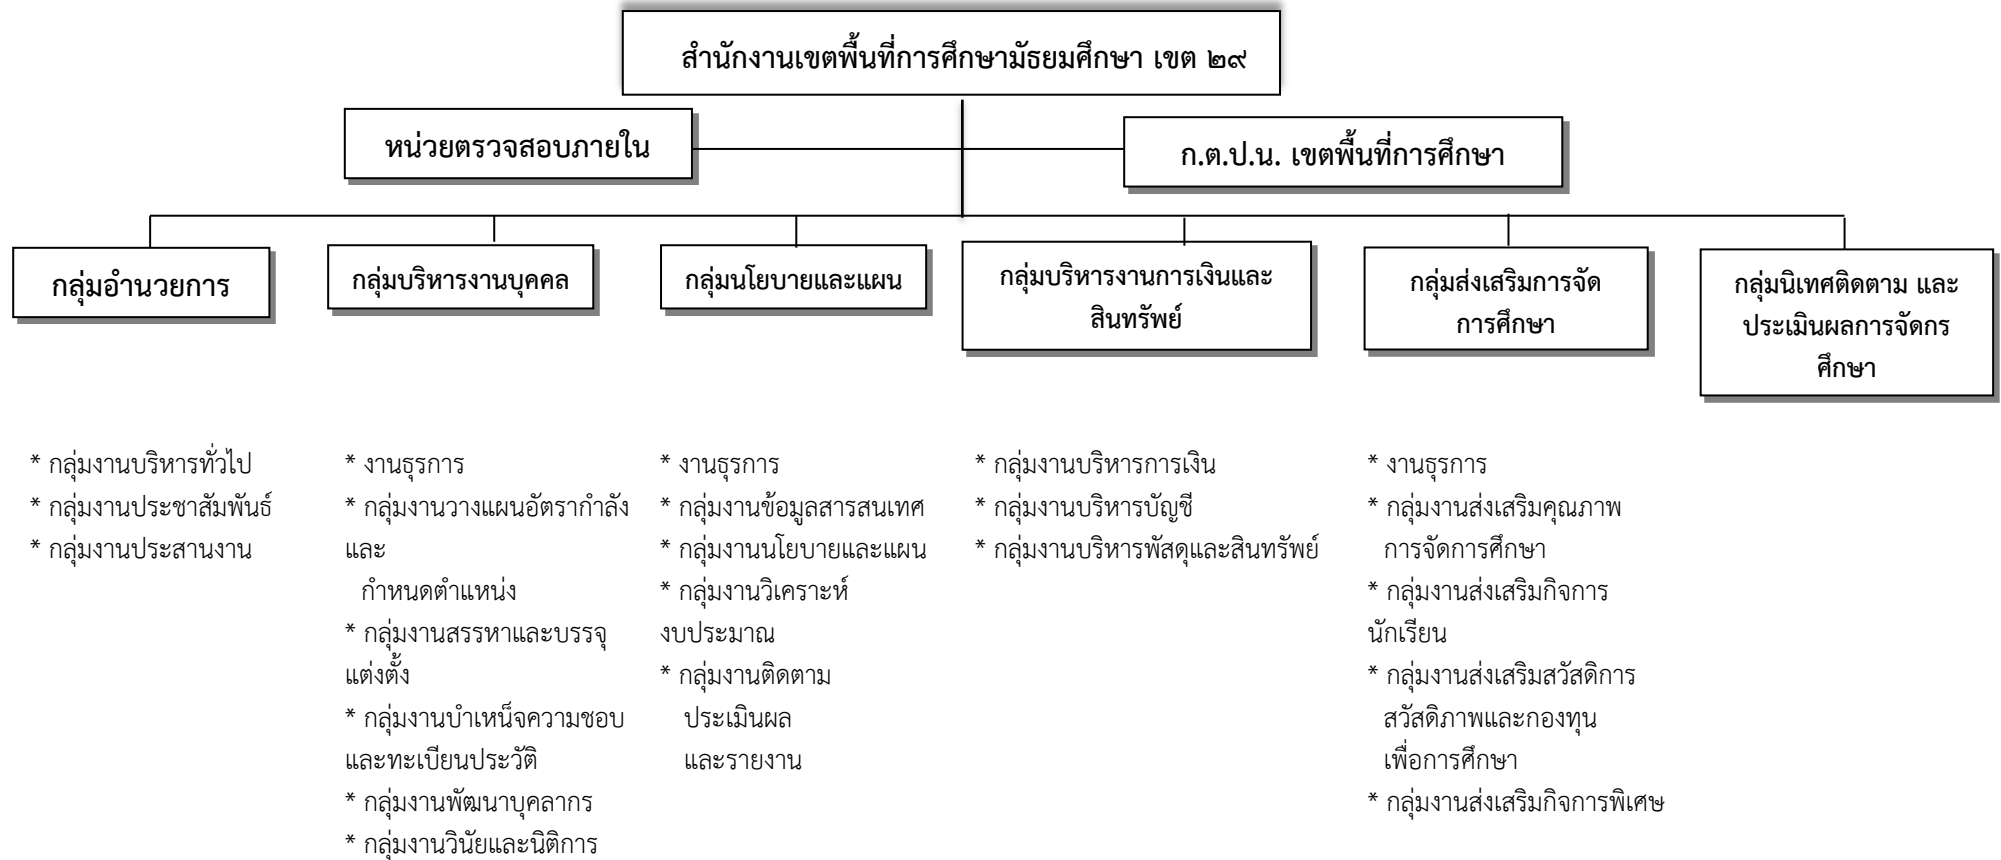 สำนักงานเขตพื้นที่การศึกษามัธยมศึกษา เขต ๒๙
หน่วยตรวจสอบภายใน
ก.ต.ป.น. เขตพื้นที่การศึกษา
กลุ่มอำนวยการ
กลุ่มบริหารงานบุคคล
กลุ่มนโยบายและแผน
กลุ่มบริหารงานการเงินและ
สินทรัพย์
กลุ่มส่งเสริมการจัด
การศึกษา
กลุ่มนิเทศติดตาม และ
ประเมินผลการจัดกร
ศึกษา
* กลุ่มงานบริหารทั่วไป
* กลุ่มงานประชาสัมพันธ์
* กลุ่มงานประสานงาน
* งานธุรการ
* กลุ่มงานวางแผนอัตรากำลัง
และ
กำหนดตำแหน่ง
* กลุ่มงานสรรหาและบรรจุ
แต่งตั้ง
* กลุ่มงานบำเหน็จความชอบ
และทะเบียนประวัติ
* กลุ่มงานพัฒนาบุคลากร
* กลุ่มงานวินัยและนิติการ
* งานธุรการ
* กลุ่มงานข้อมูลสารสนเทศ
* กลุ่มงานนโยบายและแผน
* กลุ่มงานวิเคราะห์
งบประมาณ
* กลุ่มงานติดตาม
ประเมินผล
และรายงาน
* กลุ่มงานบริหารการเงิน
* กลุ่มงานบริหารบัญชี
* กลุ่มงานบริหารพัสดุและสินทรัพย์
* งานธุรการ
* กลุ่มงานส่งเสริมคุณภาพ
การจัดการศึกษา
* กลุ่มงานส่งเสริมกิจการ
นักเรียน
* กลุ่มงานส่งเสริมสวัสดิการ
สวัสดิภาพและกองทุน
เพื่อการศึกษา
* กลุ่มงานส่งเสริมกิจการพิเศษ